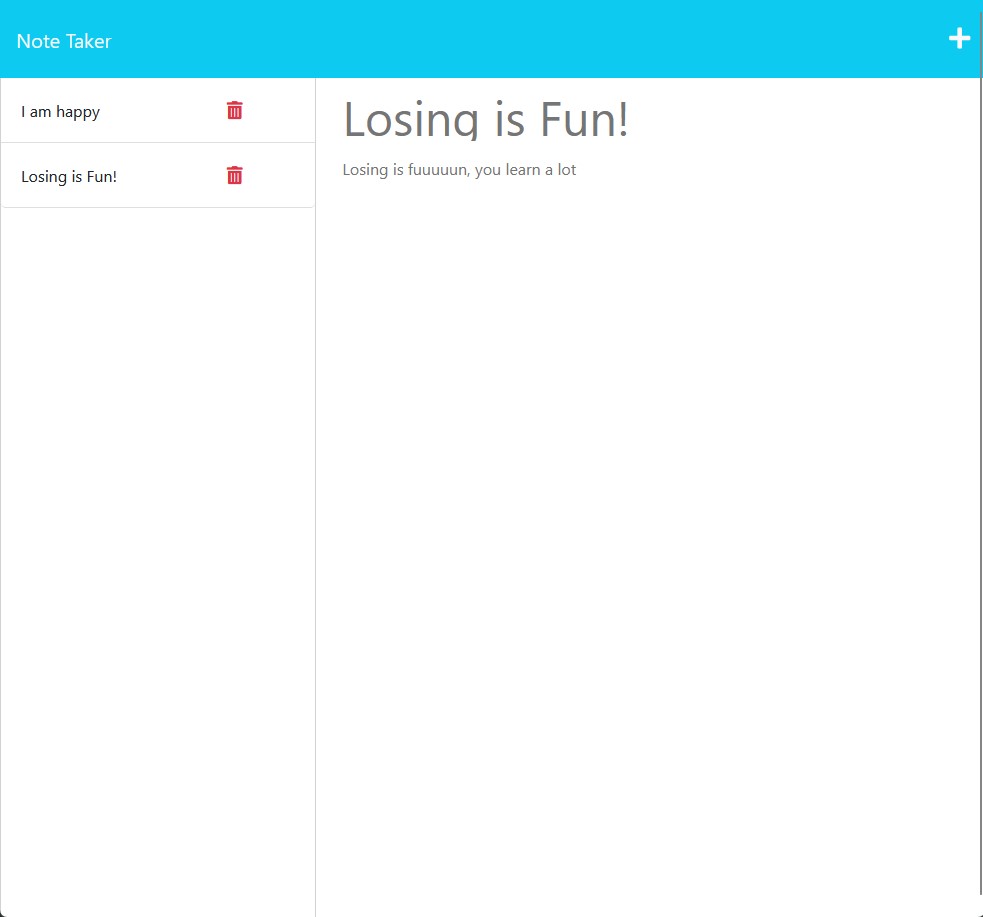 Note Taker
I am happy
Losing is Fun!
Losing is Fun!
Losing is fuuuuun, you learn a lot